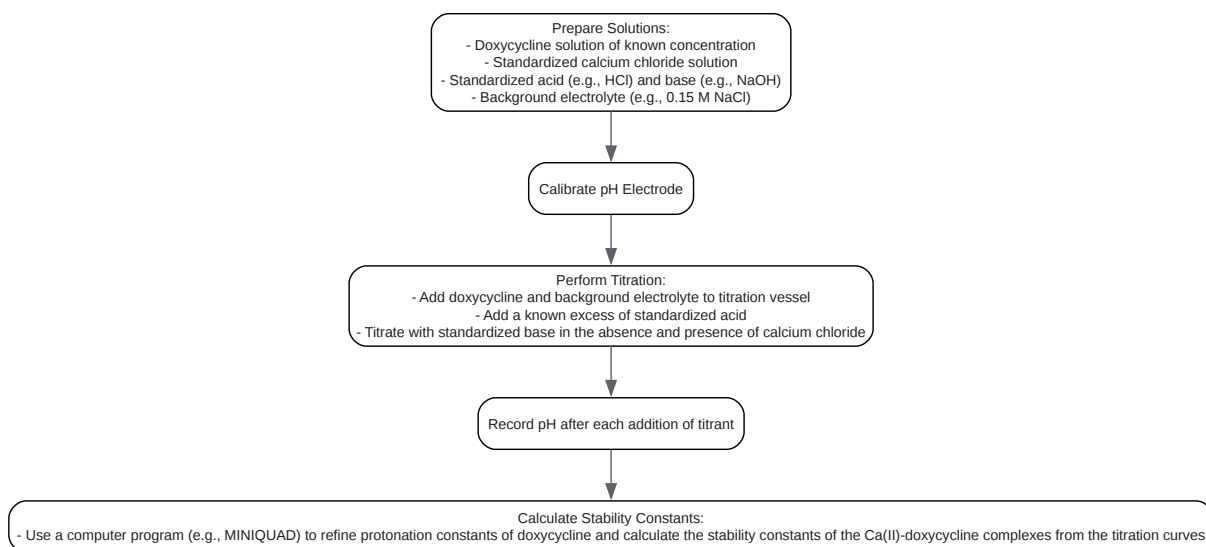 Prepare Solutions:
- Doxycycline solution of known concentration
- Standardized calcium chloride solution
- Standardized acid (e.g., HCl) and base (e.g., NaOH)
- Background electrolyte (e.g., 0.15 M NaCl)
Calibrate pH Electrode
Perform Titration:
- Add doxycycline and background electrolyte to titration vessel
- Add a known excess of standardized acid
- Titrate with standardized base in the absence and presence of calcium chloride
Record pH after each addition of titrant
Calculate Stability Constants:
- Use a computer program (e.g., MINIQUAD) to refine protonation constants of doxycycline and calculate the stability constants of the Ca(II)-doxycycline complexes from the titration curves